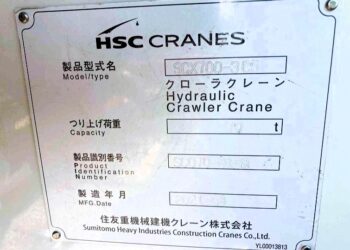 HSC CRANES
製品型式名
Model/type
クローラクレーン
Hydraulic
Crawler Crane
つり上げ荷重
Capacity
t
製品識別番号
Product
Identification
Number
製造年月
MFG.Date
住友重機械建機クレーン株式会社
Sumitomo Heavy Industries Construction Cranes Co.,Ltd.
YL00013813